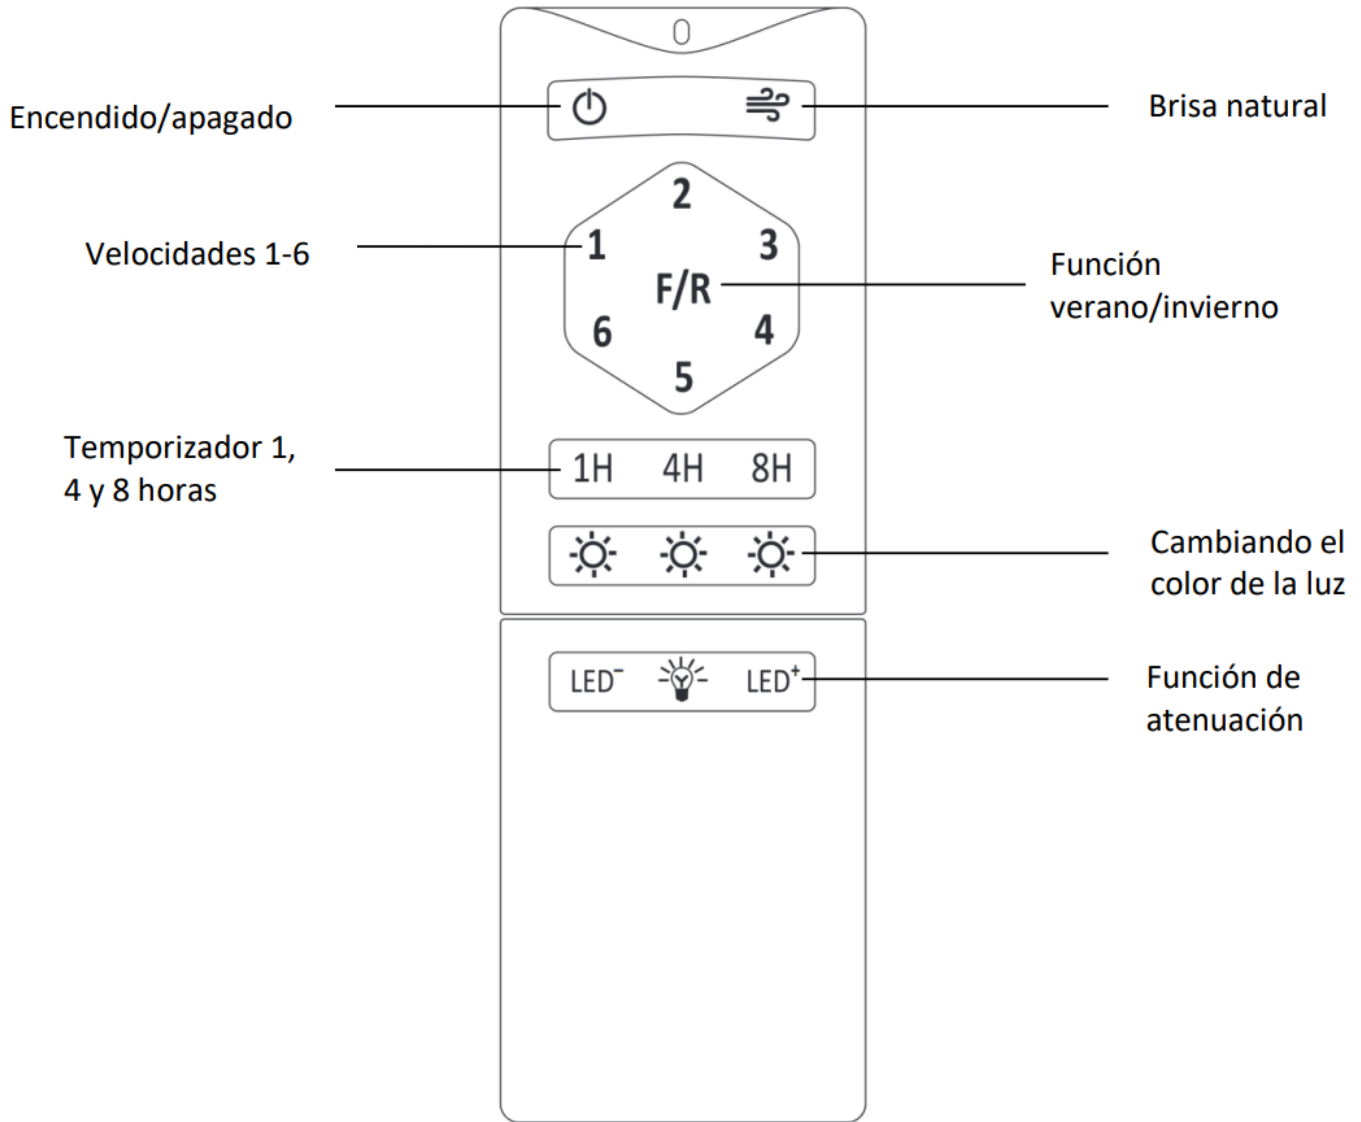 Encendido/apagado
Brisa natural
2
Velocidades 1-6
1
3
F/R
Función
verano/invierno
6
4
5
Temporizador 1,
4 y 8 horas
1H 4H 8H
Cambiando el
color de la luz
LED- LED+
Función de
atenuación